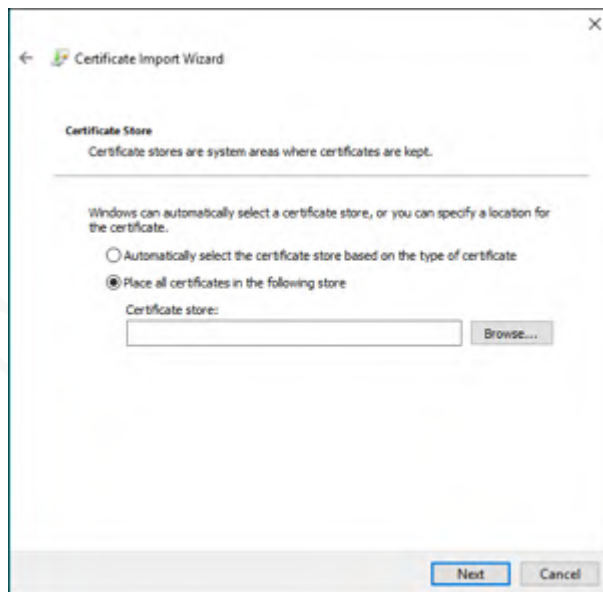 Certificate Import Wizard
Certificate Store
Certificate stores are system areas where certificates are kept.
Windows can automatically select a certificate store, or you can specify a location for
the certificate.
Automatically select the certificate store based on the type of certificate
Place all certificates in the following store
Certificate store:
Browse...
Next
Cancel